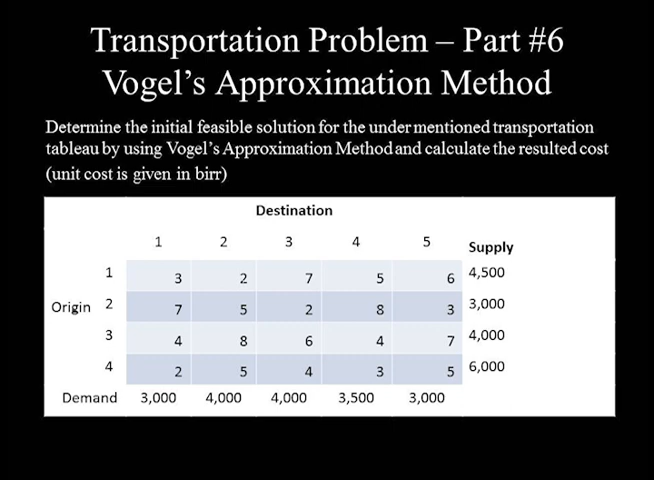 Transportation Problem – Part #6
Vogel's Approximation Method
Determine the initial feasible solution for the under mentioned transportation
tableau by using Vogel's Approximation Method and calculate the resulted cost
(unit cost is given in birr)
Destination
1 2 3 4 5 Supply
1 3 2 7 5 6 4,500
Origin 2 7 5 2 8 3 3,000
3 4 8 6 4 7 4,000
4 2 5 4 3 5 6,000
Demand 3,000 4,000 4,000 3,500 3,000